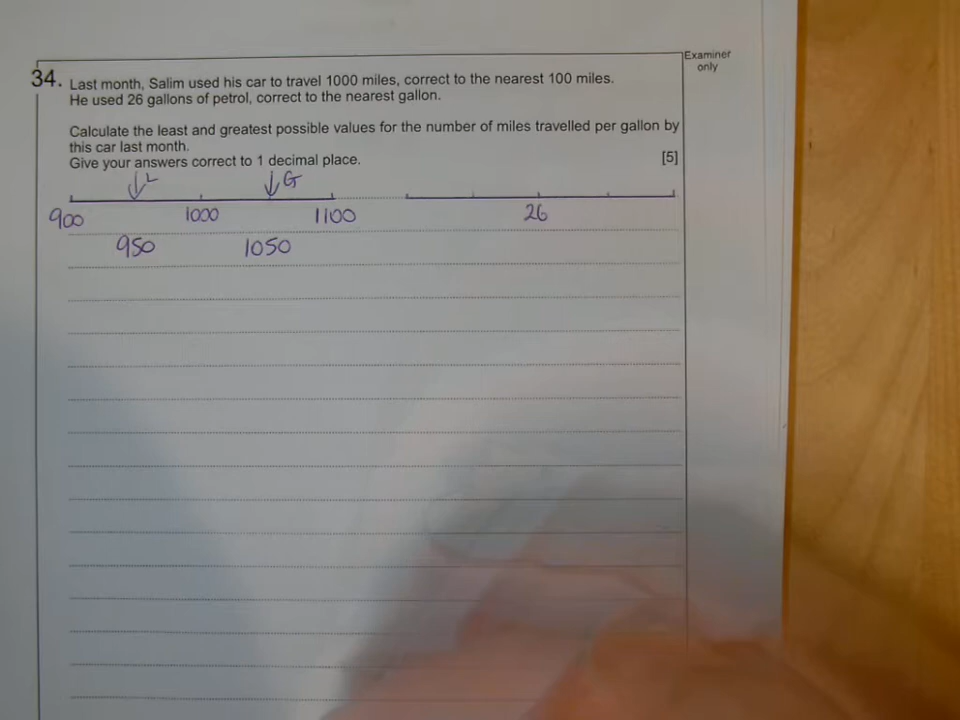 Examiner
only
34. Last month, Salim used his car to travel 1000 miles, correct to the nearest 100 miles.
He used 26 gallons of petrol, correct to the nearest gallon.
Calculate the least and greatest possible values for the number of miles travelled per gallon by
this car last month.
Give your answers correct to 1 decimal place. [5]
L G
900 1000 1100 26
950 1050